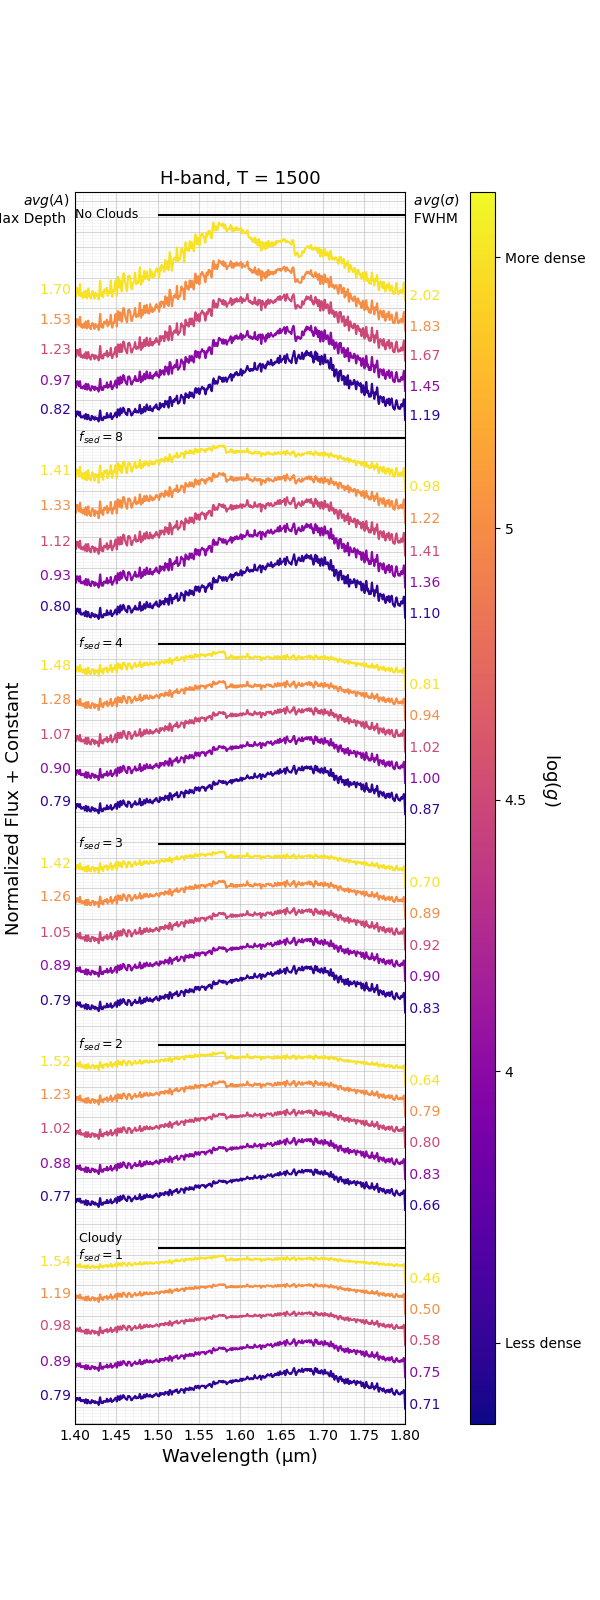 H-band, T = 1500
avg(A) avg(σ)
Max Depth No Clouds FWHM
1.70 2.02
1.53 1.83
1.23 1.67
0.97 1.45
0.82 1.19
f_sed = 8
1.41 0.98
1.33 1.22
1.12 1.41
0.93 1.36
0.80 1.10
f_sed = 4
1.48 0.81
1.28 0.94
1.07 1.02
0.90 1.00
0.79 0.87
f_sed = 3
1.42 0.70
1.26 0.89
1.05 0.92
0.89 0.90
0.79 0.83
f_sed = 2
1.52 0.64
1.23 0.79
1.02 0.80
0.88 0.83
0.77 0.66
Cloudy
f_sed = 1
1.54 0.46
1.19 0.50
0.98 0.58
0.89 0.75
0.79 0.71
1.40 1.45 1.50 1.55 1.60 1.65 1.70 1.75 1.80
Wavelength (μm)
Normalized Flux + Constant
More dense
5
4.5
4
Less dense
log(g)